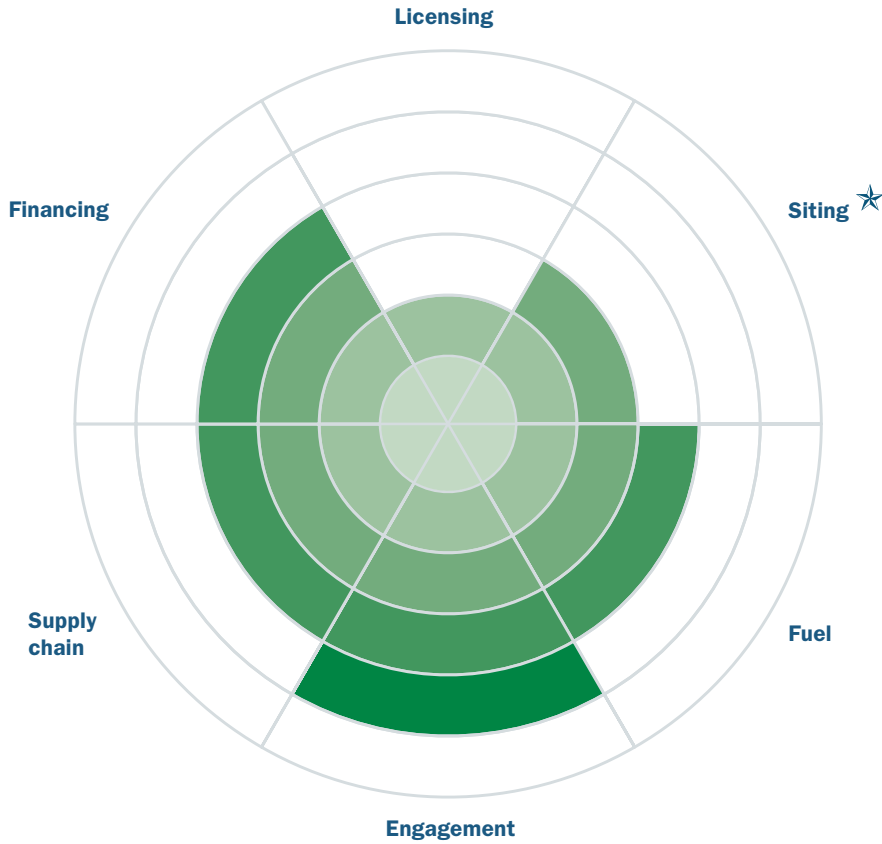 Licensing
Financing
Siting
Supply
chain
Fuel
Engagement